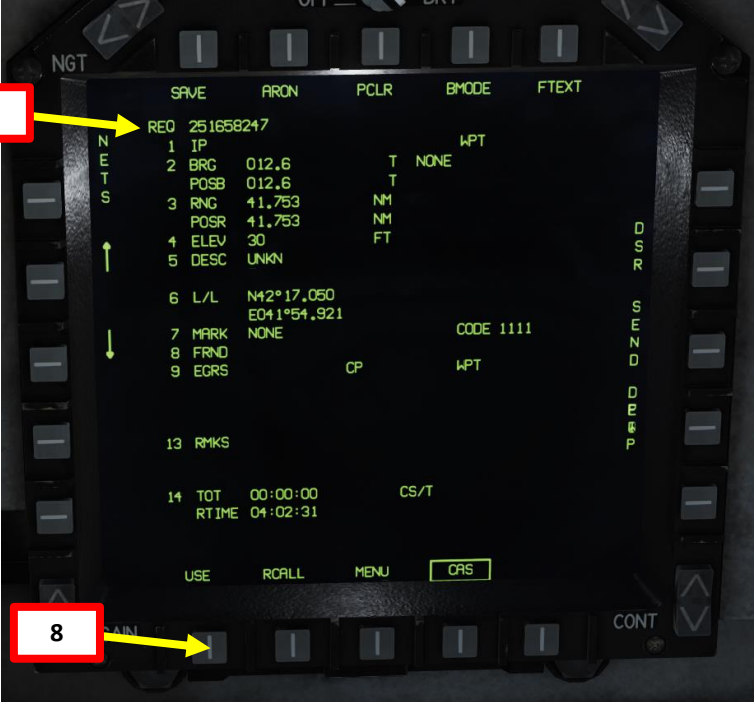 OFF
BRT
NGT
SAVE ARON PCLR BMODE FTEXT
REQ 251658247
NETS
1 IP WPT
2 BRG 012.6 T NONE
POSB 012.6 T
3 RNG 41.753 NM
POSR 41.753 NM
4 ELEV 30 FT
5 DESC UNKN
DSR
6 L/L N42°17.050
E041°54.921
SEND
7 MARK NONE CODE 1111
8 FRND
9 EGRS CP WPT
13 RMKS
14 TOT 00:00:00 CS/T
RTIME 04:02:31
USE RCALL MENU CAS
8
CONT